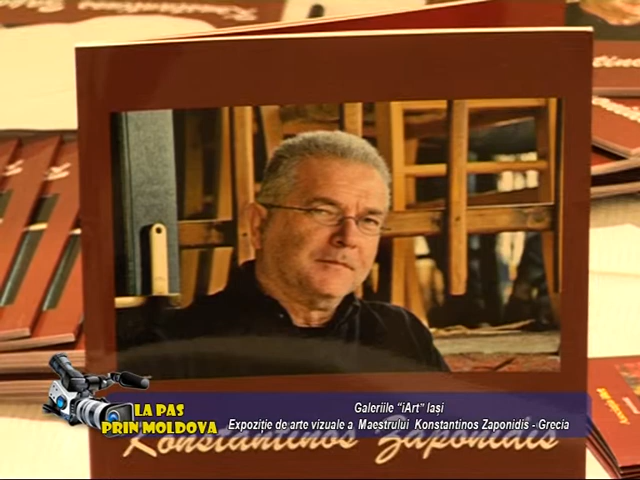 LA PAS
PRIN MOLDOVA
Galeriile "iArt" Iași
Expoziție de arte vizuale a Maestrului Konstantinos Zaponidis - Grecia
Konstantinos Zaponidis